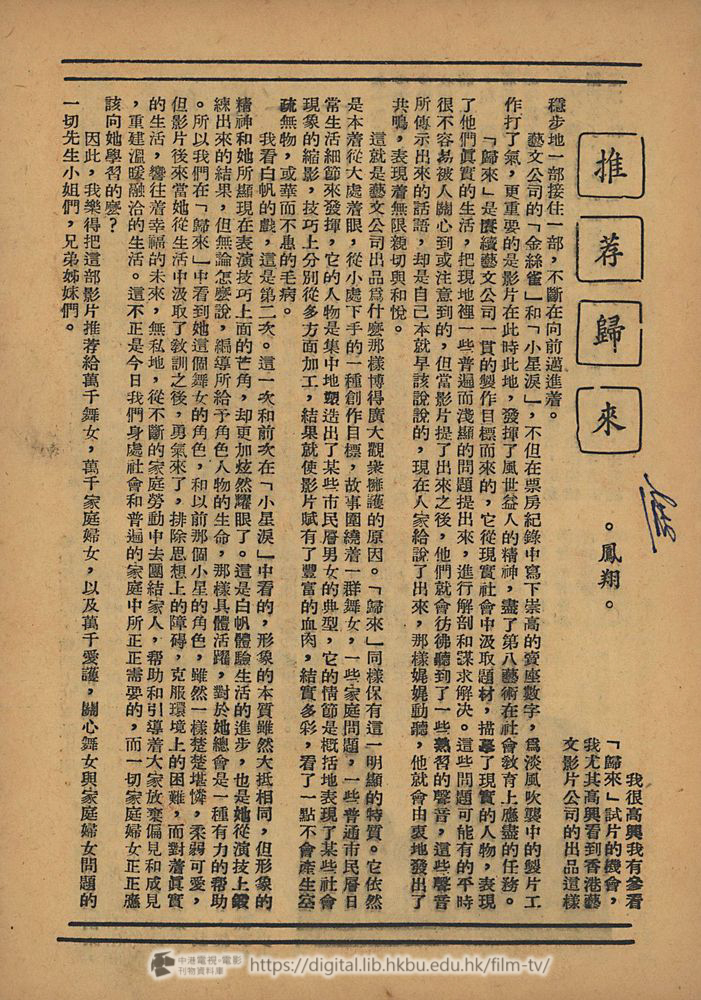 推荐歸來
。鳳翔。
我很高興我有參看
「歸來」試片的機會,
我尤其高興看到香港藝
文影片公司的出品這樣
穩步地一部接住一部,不斷在向前邁進着。
藝文公司的「金絲雀」和「小星淚」,不但在票房紀錄中寫下崇高的賣座數字,爲淡風吹襲中的製片工
作打了氣,更重要的是影片在此時此地,發揮了風世益人的精神,盡了第八藝術在社會教育上應盡的任務。
「歸來」是賡續藝文公司一貫的製作目標而來的,它從現實社會中汲取題材,描摹了現實的人物,表現
了他們眞實的生活,把現地裡一些普遍而淺顯的問題提出來,進行解剖和謀求解决。這些問題可能有的平時
很不容易被人關心到或注意到的,但當影片提了出來之後,他們就會彷彿聽到了一些熟習的聲音,這些聲音
所傳示出來的話語,却是自己本就早該說說的,現在人家給說了出來,那樣娓娓動聽,他就會由衷地發出了
共鳴,表現着無限親切與和悅。
這就是藝文公司出品爲什麽那樣博得廣大觀衆擁護的原因。「歸來」同樣保有這一明顯的特質。它依然
是本着從大處着眼,從小處下手的一種創作目標,故事圍繞着一群舞女,一些家庭問題,一些普通市民層日
常生活細節來發揮,它的人物是集中地塑造出了某些市民層男女的典型,它的情節是概括地表現了某些社會
現象的縮影,技巧上分別從多方面加工,結果就使影片賦有了豐富的血肉,結實多彩,看了一點不會產生空
疏無物,或華而不惠的毛病。
我看白帆的戲,這是第二次。這一次和前次在「小星淚」中看的,形象的本質雖然大抵相同,但形象的
精神和她所顯現在表演技巧上面的芒角,却更加炫然耀眼了。這是白帆體驗生活的進步,也是她從演技上鍛
練出來的結果,但無論怎麽說,編導所給予角色人物的生命,那樣具體活躍,對於她總會是一種有力的幫助
。所以我們在「歸來」中看到她這個舞女的角色,和以前那個小星的角色,雖然一樣楚楚堪憐,柔弱可愛,
但影片後來當她從生活中汲取了敎訓之後,勇氣來了,排除思想上的障碍,克服環境上的困難,而對着眞實
的生活,嚮往着幸福的未來,無私地,從不斷的家庭勞動中去團結家人,帮助和引導着大家放棄偏見和成見
,重建溫暖融洽的生活。這不正是今日我們身處社會和普遍的家庭中所正正需要的,而一切家庭婦女正正應
該向她學習的麽?
因此,我樂得把這部影片推荐給萬千舞女,萬千家庭婦女,以及萬千愛護,關心舞女與家庭婦女問題的
一切先生小姐們,兄弟姊妹們。
中港電視·電影
刊物資料庫
https://digital.lib.hkbu.edu.hk/film-tv/